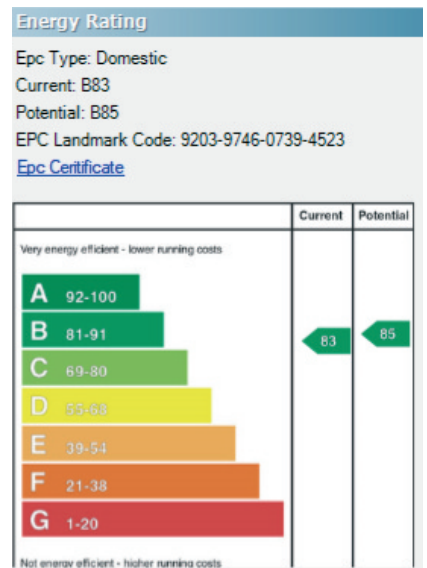 Energy Rating
Epc Type: Domestic
Current: B83
Potential: B85
EPC Landmark Code: 9203-9746-0739-4523
Epc Ceritificate
Current Potential
Very energy efficient - lower running costs
A 92-100
B 81-91 83 85
C 69-80
D 55-68
E 39-54
F 21-38
G 1-20
Not energy efficient - higher running costs